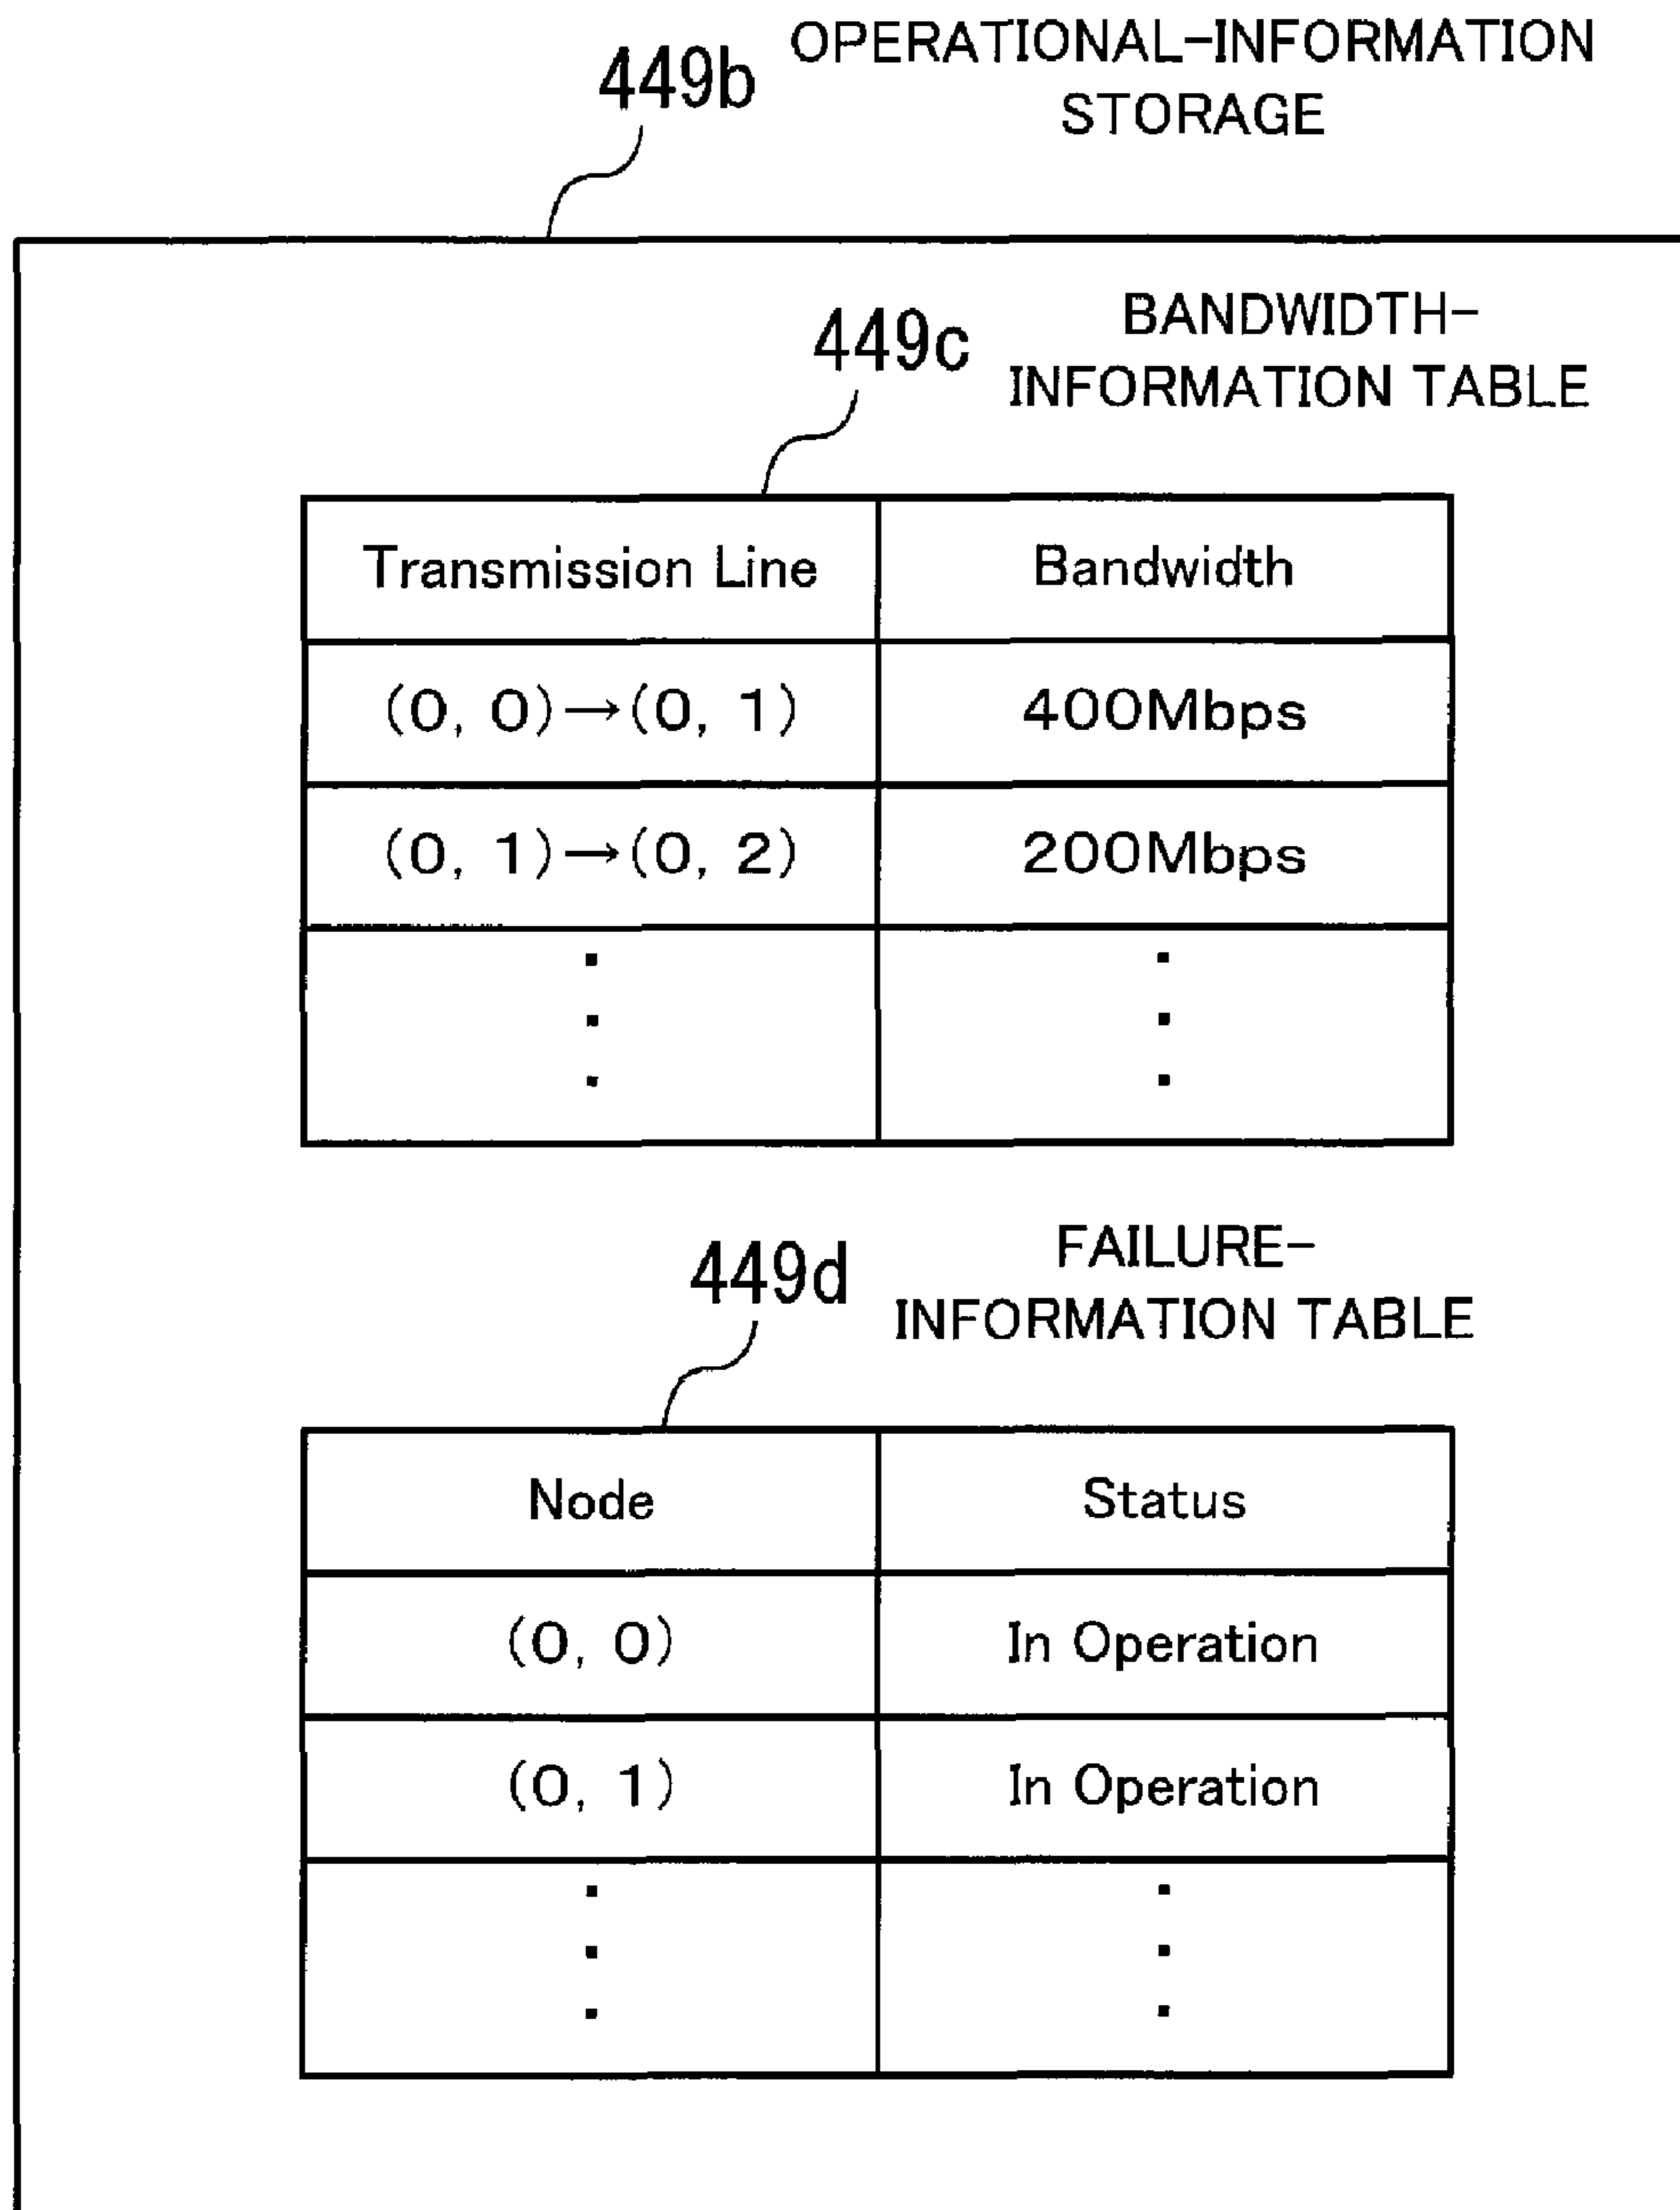 449b OPERATIONAL-INFORMATION
STORAGE
449c BANDWIDTH-
INFORMATION TABLE
Transmission Line Bandwidth
(0, 0)→(0, 1) 400Mbps
(0, 1)→(0, 2) 200Mbps
449d FAILURE-
INFORMATION TABLE
Node Status
(0, 0) In Operation
(0, 1) In Operation